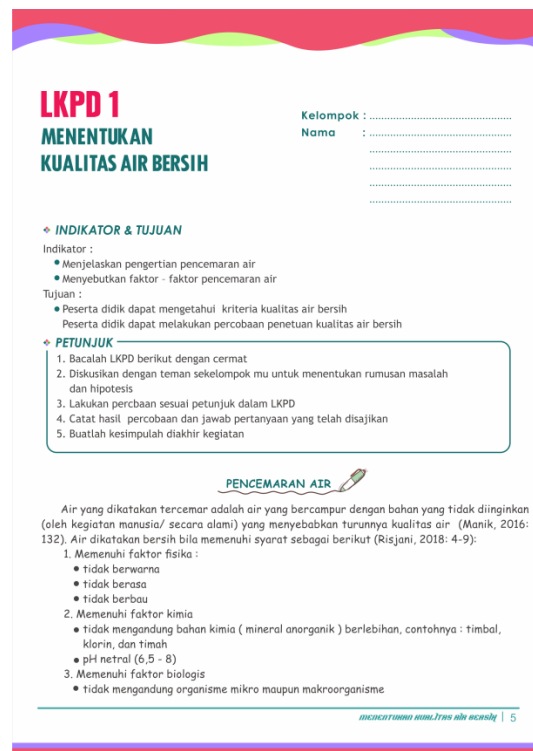 LKPD 1
MENENTUKAN
KUALITAS AIR BERSIH
Kelompok : ................................................
Nama : ................................................
................................................
................................................
................................................
................................................
INDIKATOR & TUJUAN
Indikator :
• Menjelaskan pengertian pencemaran air
• Menyebutkan faktor - faktor pencemaran air
Tujuan :
• Peserta didik dapat mengetahui kriteria kualitas air bersih
Peserta didik dapat melakukan percobaan penetuan kualitas air bersih
PETUNJUK
1. Bacalah LKPD berikut dengan cermat
2. Diskusikan dengan teman sekelompok mu untuk menentukan rumusan masalah
dan hipotesis
3. Lakukan percbaan sesuai petunjuk dalam LKPD
4. Catat hasil percobaan dan jawab pertanyaan yang telah disajikan
5. Buatlah kesimpulah diakhir kegiatan
PENCEMARAN AIR
Air yang dikatakan tercemar adalah air yang bercampur dengan bahan yang tidak diinginkan
(oleh kegiatan manusia/ secara alami) yang menyebabkan turunnya kualitas air (Manik, 2016:
132). Air dikatakan bersih bila memenuhi syarat sebagai berikut (Risjani, 2018: 4-9):
1. Memenuhi faktor fisika :
• tidak berwarna
• tidak berasa
• tidak berbau
2. Memenuhi faktor kimia
• tidak mengandung bahan kimia ( mineral anorganik ) berlebihan, contohnya : timbal,
klorin, dan timah
• pH netral (6,5 - 8)
3. Memenuhi faktor biologis
• tidak mengandung organisme mikro maupun makroorganisme
MENENTUKAN KUALITAS AIR BERSIH | 5